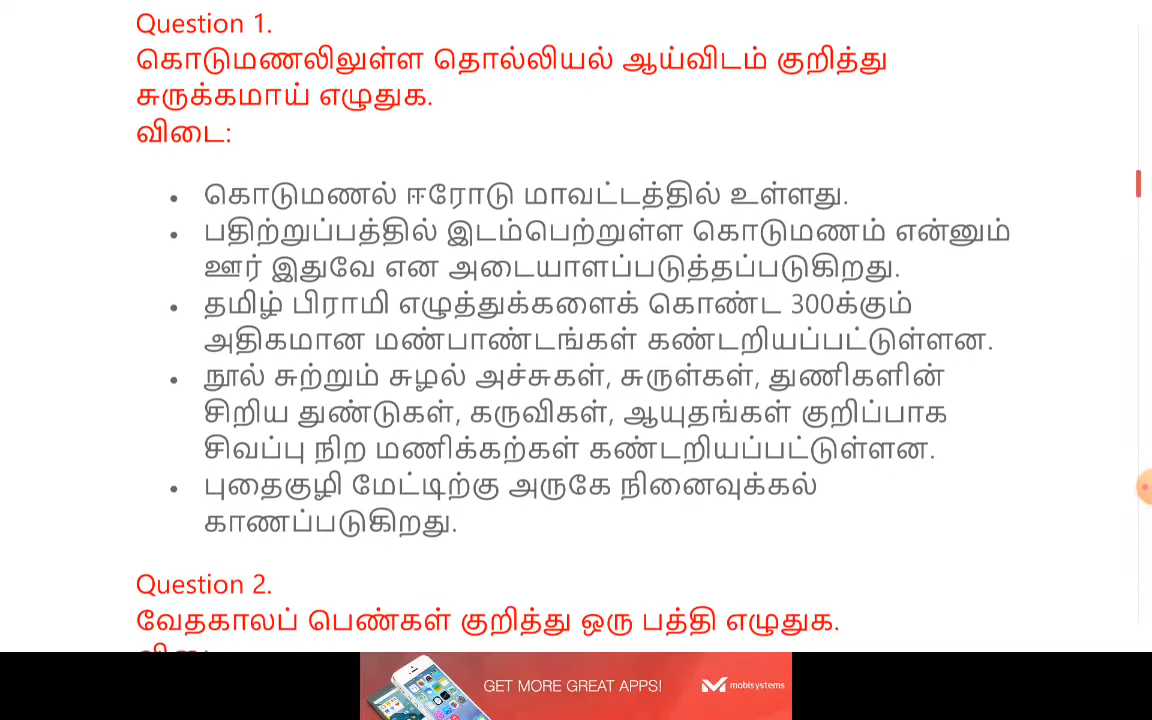 Question 1.
கொடுமணலிலுள்ள தொல்லியல் ஆய்விடம் குறித்து
சுருக்கமாய் எழுதுக.
விடை:
• கொடுமணல் ஈரோடு மாவட்டத்தில் உள்ளது.
• பதிற்றுப்பத்தில் இடம்பெற்றுள்ள கொடுமணம் என்னும்
ஊர் இதுவே என அடையாளப்படுத்தப்படுகிறது.
• தமிழ் பிராமி எழுத்துக்களைக் கொண்ட 300க்கும்
அதிகமான மண்பாண்டங்கள் கண்டறியப்பட்டுள்ளன.
• நூல் சுற்றும் சுழல் அச்சுகள், சுருள்கள், துணிகளின்
சிறிய துண்டுகள், கருவிகள், ஆயுதங்கள் குறிப்பாக
சிவப்பு நிற மணிக்கற்கள் கண்டறியப்பட்டுள்ளன.
• புதைகுழி மேட்டிற்கு அருகே நினைவுக்கல்
காணப்படுகிறது.
Question 2.
வேதகாலப் பெண்கள் குறித்து ஒரு பத்தி எழுதுக.
GET MORE GREAT APPS! mobisystems